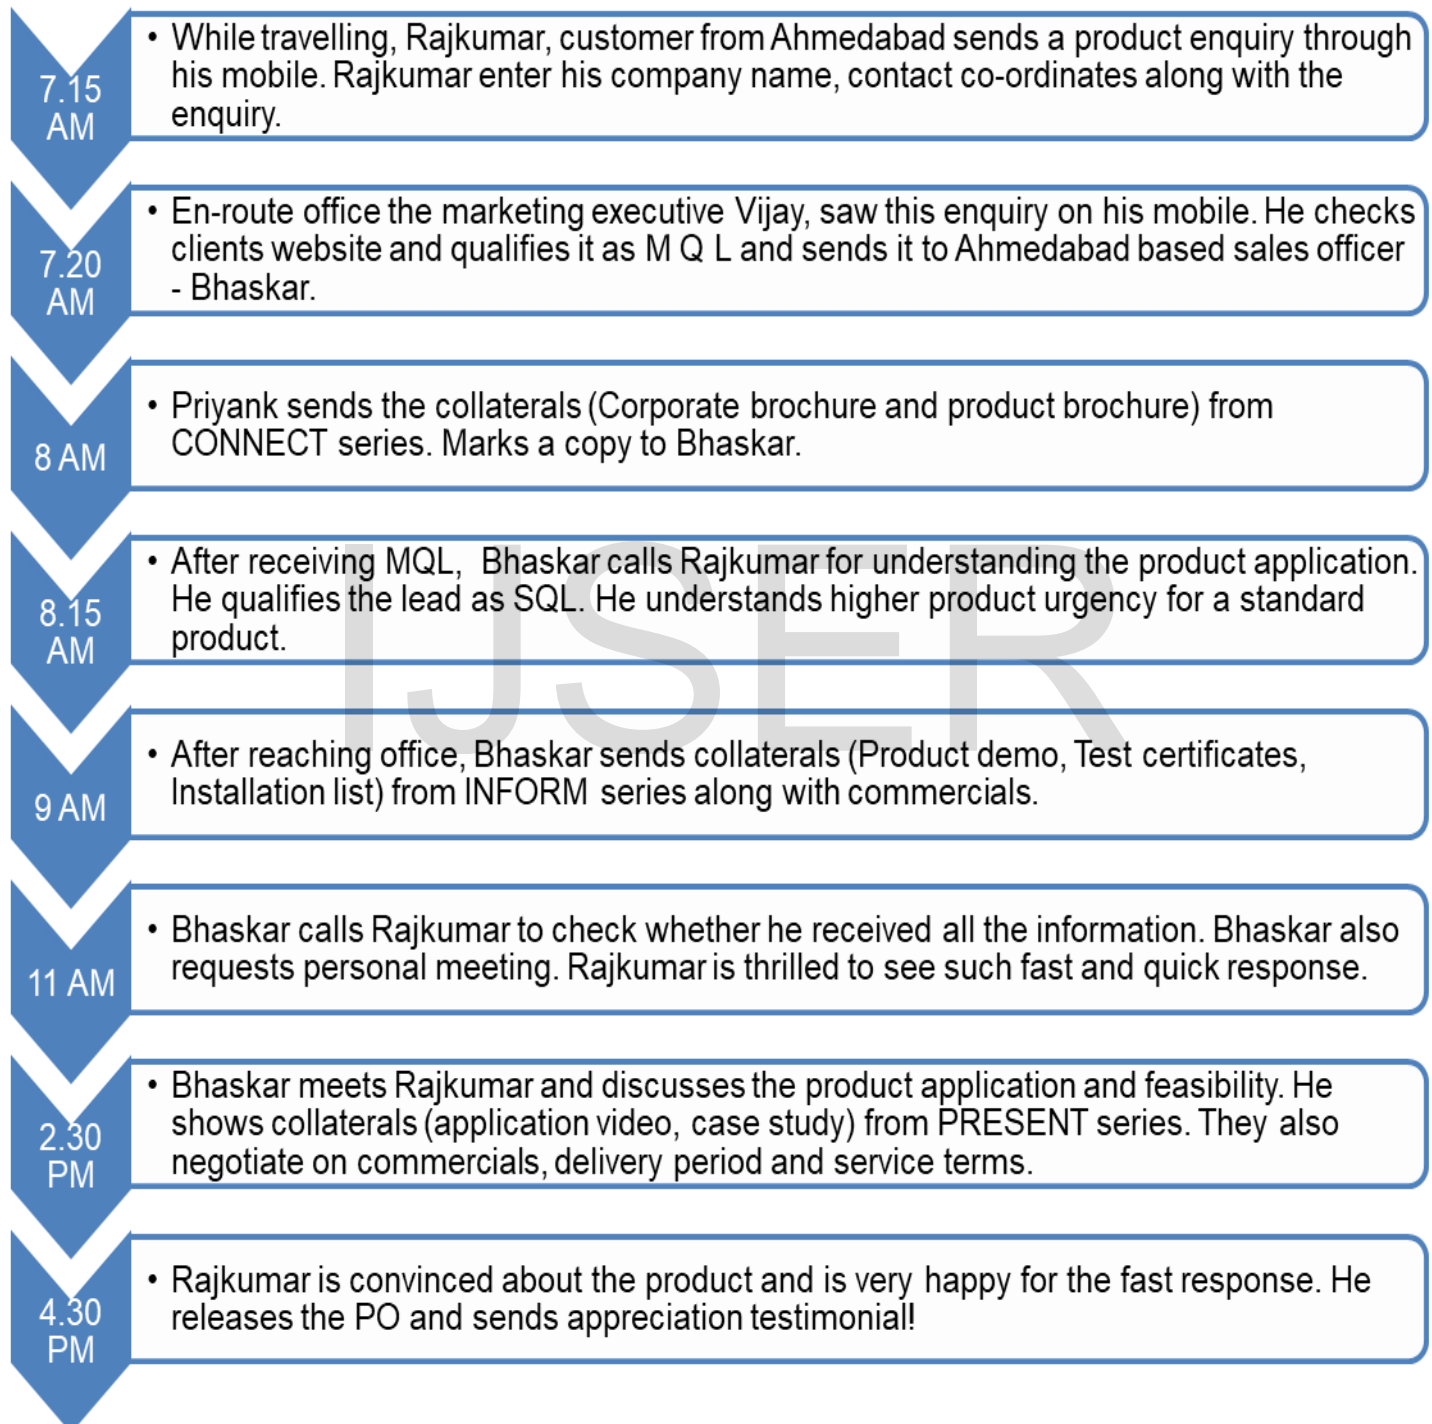 7.15
AM
• While travelling, Rajkumar, customer from Ahmedabad sends a product enquiry through
his mobile. Rajkumar enter his company name, contact co-ordinates along with the
enquiry.
7.20
AM
• En-route office the marketing executive Vijay, saw this enquiry on his mobile. He checks
clients website and qualifies it as M Q L and sends it to Ahmedabad based sales officer
- Bhaskar.
8 AM
• Priyank sends the collaterals (Corporate brochure and product brochure) from
CONNECT series. Marks a copy to Bhaskar.
8.15
AM
• After receiving MQL, Bhaskar calls Rajkumar for understanding the product application.
He qualifies the lead as SQL. He understands higher product urgency for a standard
product.
IJSER
9 AM
• After reaching office, Bhaskar sends collaterals (Product demo, Test certificates,
Installation list) from INFORM series along with commercials.
11 AM
• Bhaskar calls Rajkumar to check whether he received all the information. Bhaskar also
requests personal meeting. Rajkumar is thrilled to see such fast and quick response.
2.30
PM
• Bhaskar meets Rajkumar and discusses the product application and feasibility. He
shows collaterals (application video, case study) from PRESENT series. They also
negotiate on commercials, delivery period and service terms.
4.30
PM
• Rajkumar is convinced about the product and is very happy for the fast response. He
releases the PO and sends appreciation testimonial!